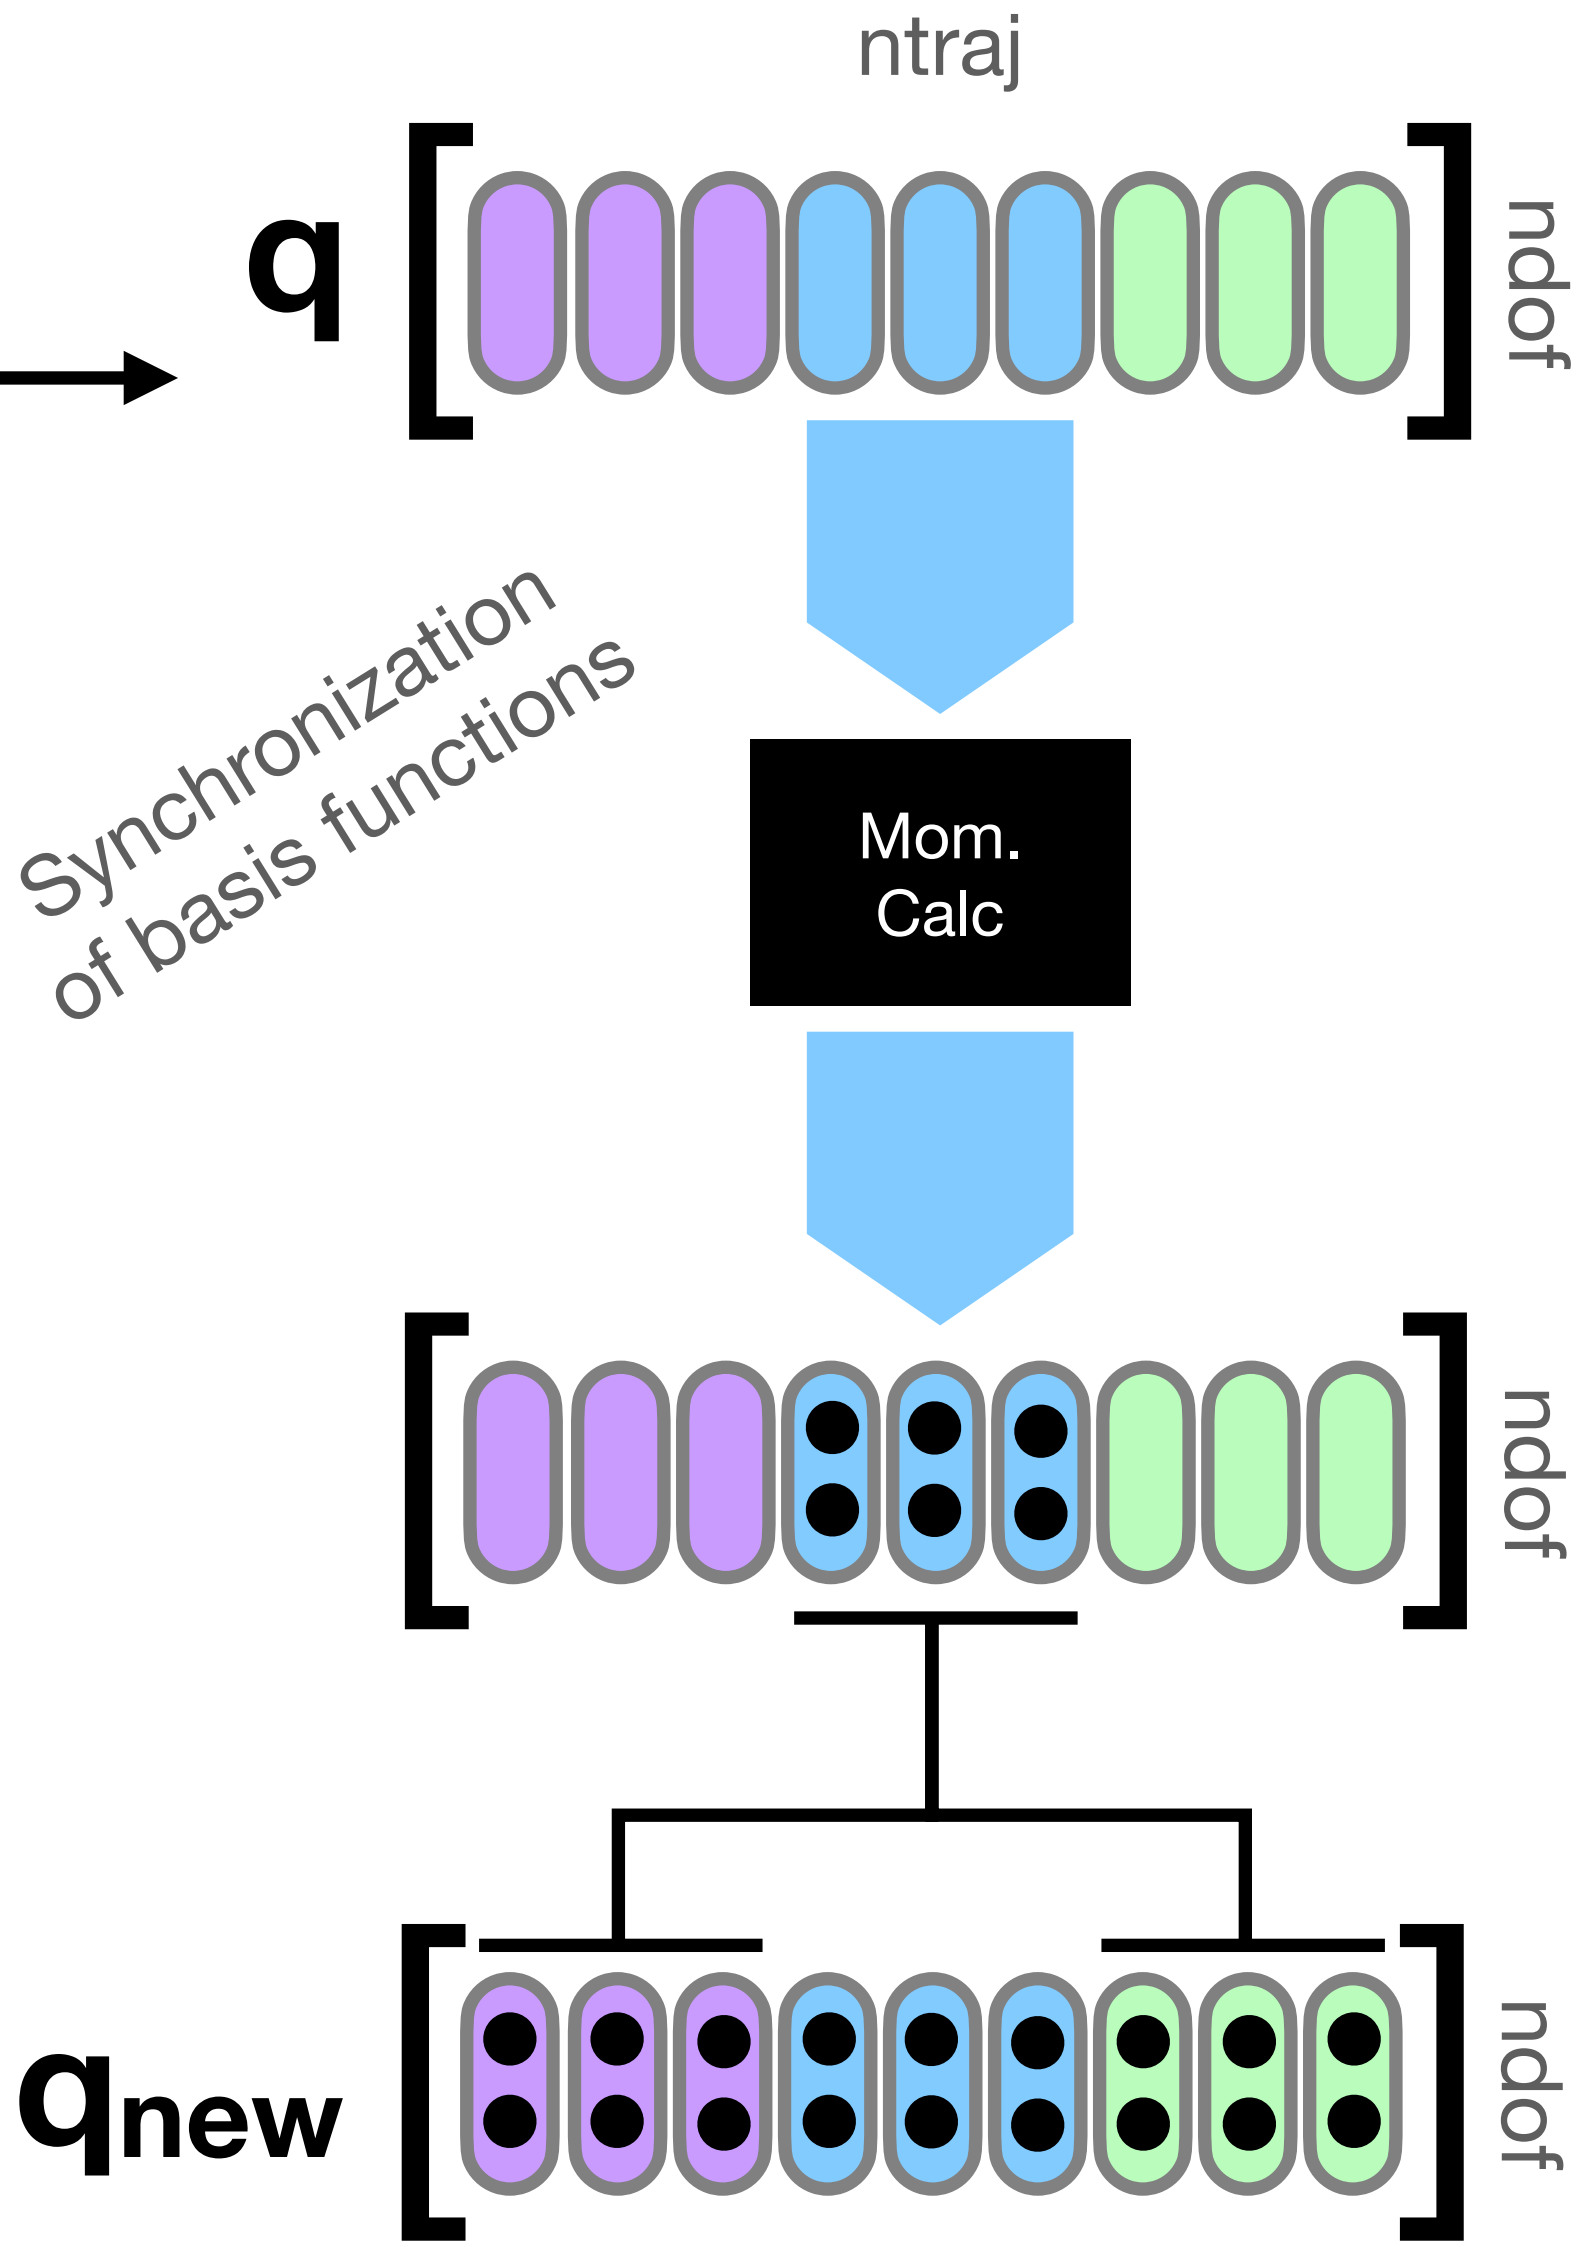 ntraj
q
ndof
Synchronization
of basis functions
Mom.
Calc
ndof
qnew
ndof